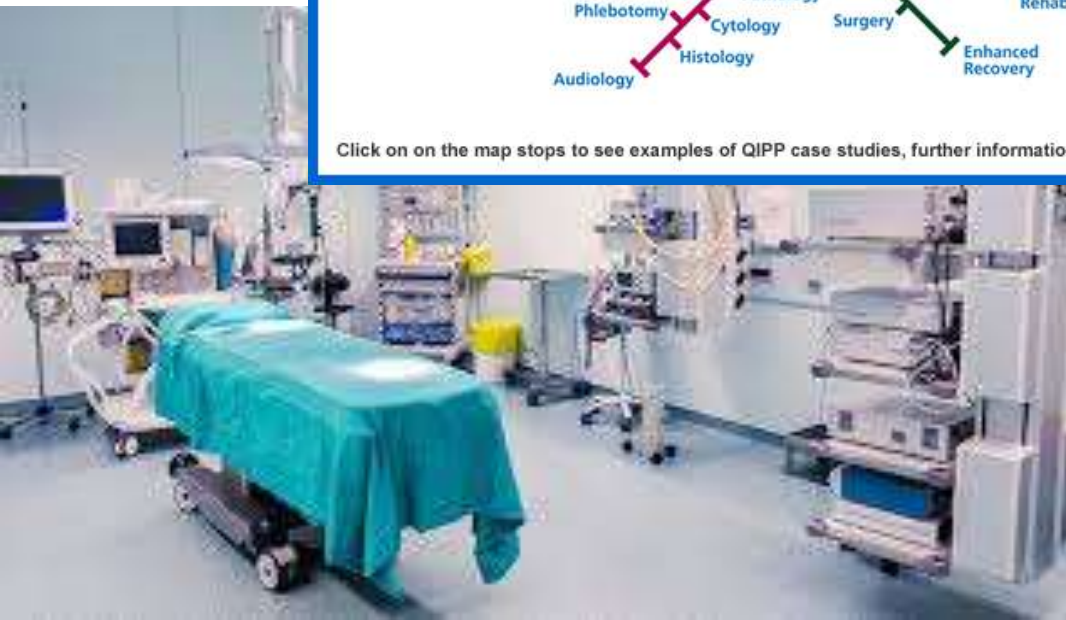 Phlebotomy
Cytology
Histology
Audiology
Surgery
Enhanced
Recovery
Click on on the map stops to see examples of QIPP case studies, further informatio